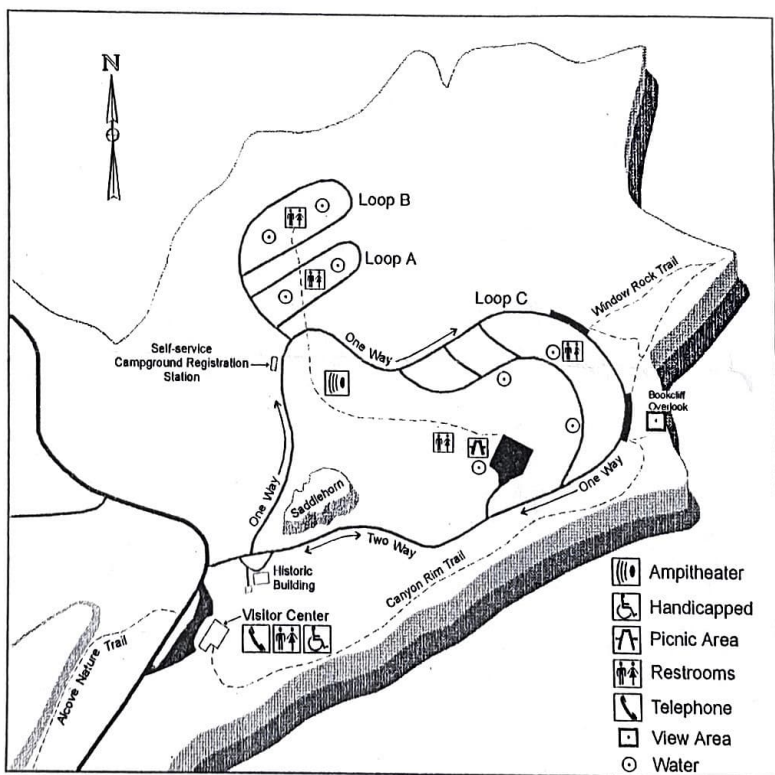 N
Loop B
Loop A
Loop C
Window Rock Trail
One Way
Self-service
Campground Registration
Station
Bookcliff
Overlook
One Way
Saddlehorn
One Way
Two Way
Historic
Building
Canyon Rim Trail
Visitor Center
Alcove Nature Trail
Ampitheater
Handicapped
Picnic Area
Restrooms
Telephone
View Area
Water